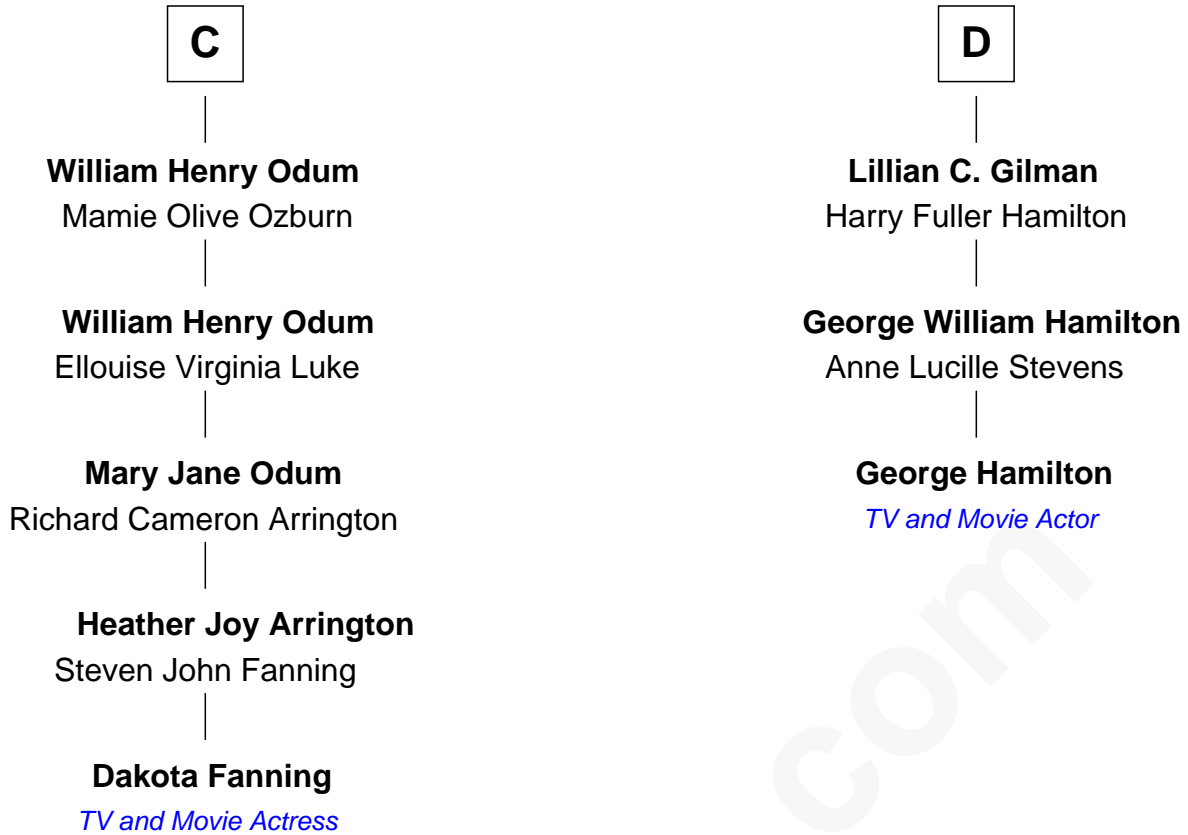 C
William Henry Odum
Mamie Olive Ozburn
William Henry Odum
Ellouise Virginia Luke
Mary Jane Odum
Richard Cameron Arrington
Heather Joy Arrington
Steven John Fanning
Dakota Fanning
TV and Movie Actress
D
Lillian C. Gilman
Harry Fuller Hamilton
George William Hamilton
Anne Lucille Stevens
George Hamilton
TV and Movie Actor
com